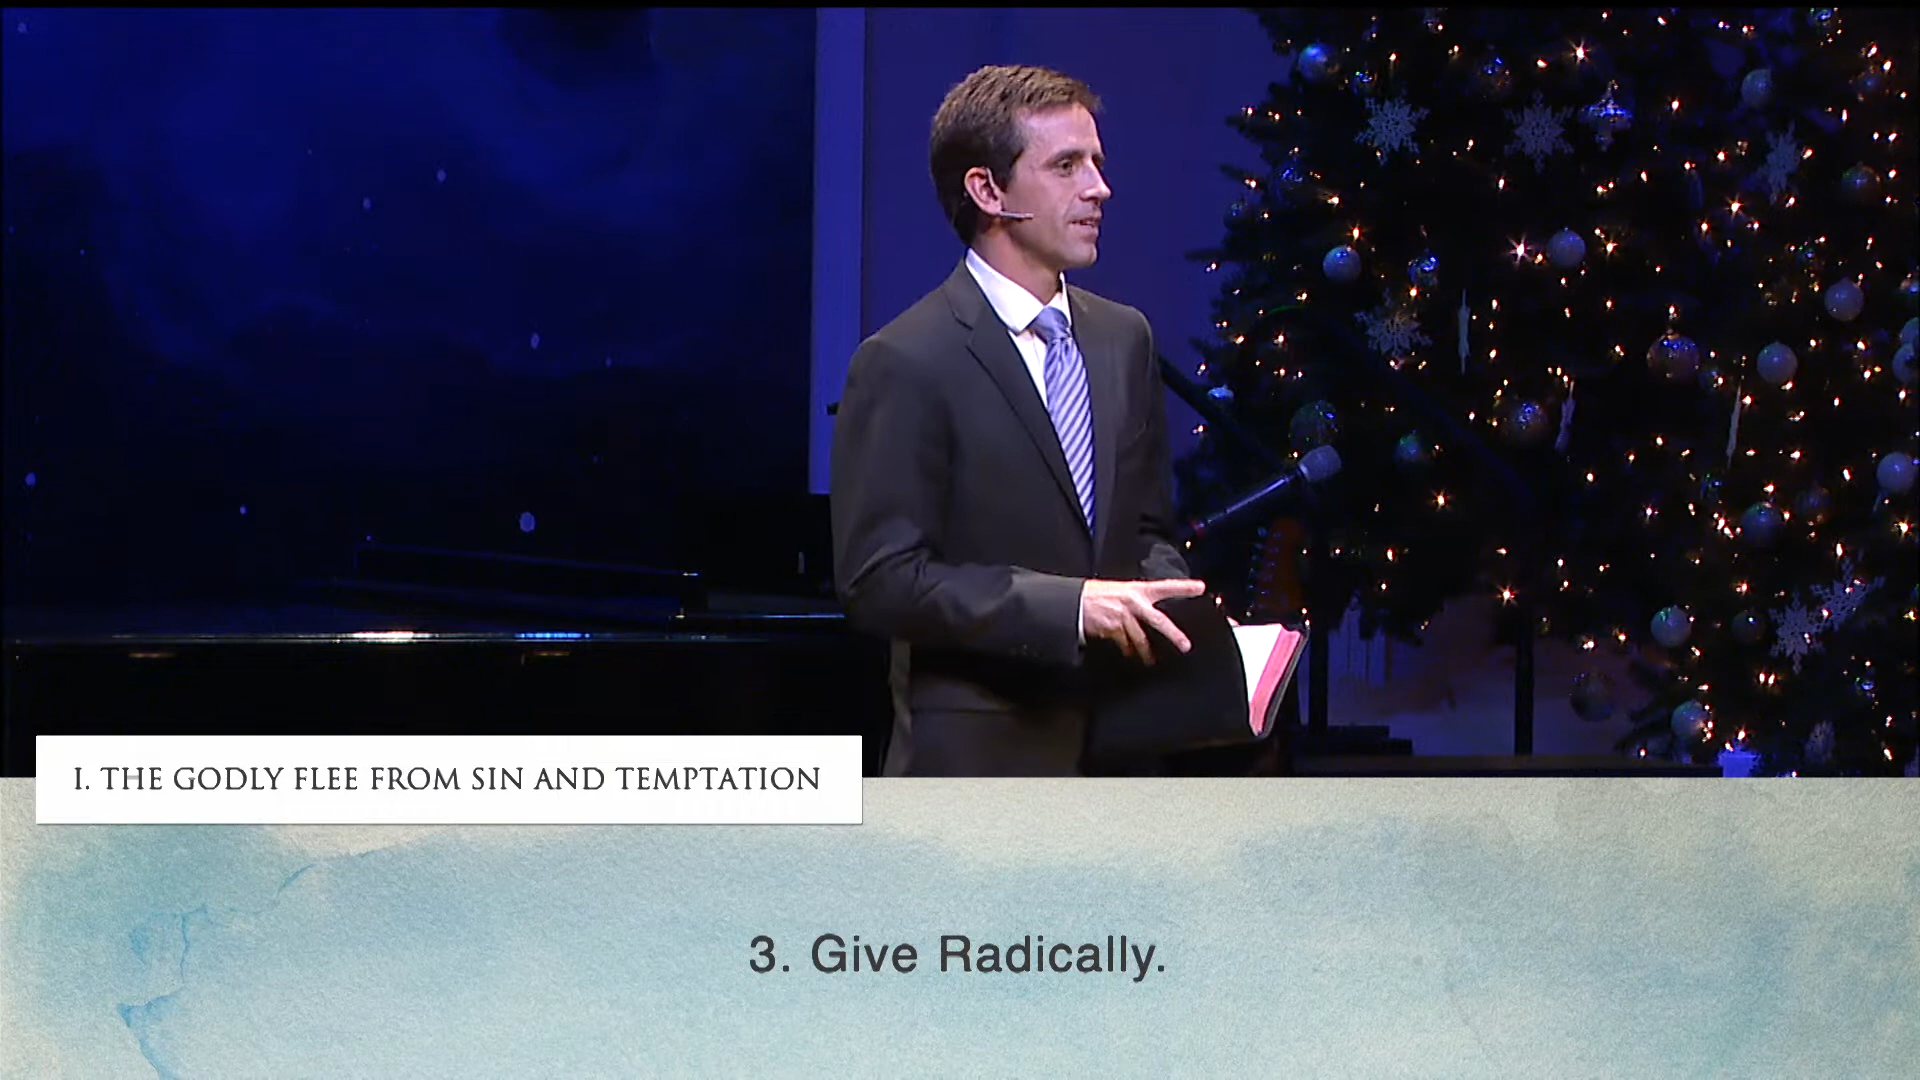 I. THE GODLY FLEE FROM SIN AND TEMPTATION
3. Give Radically.